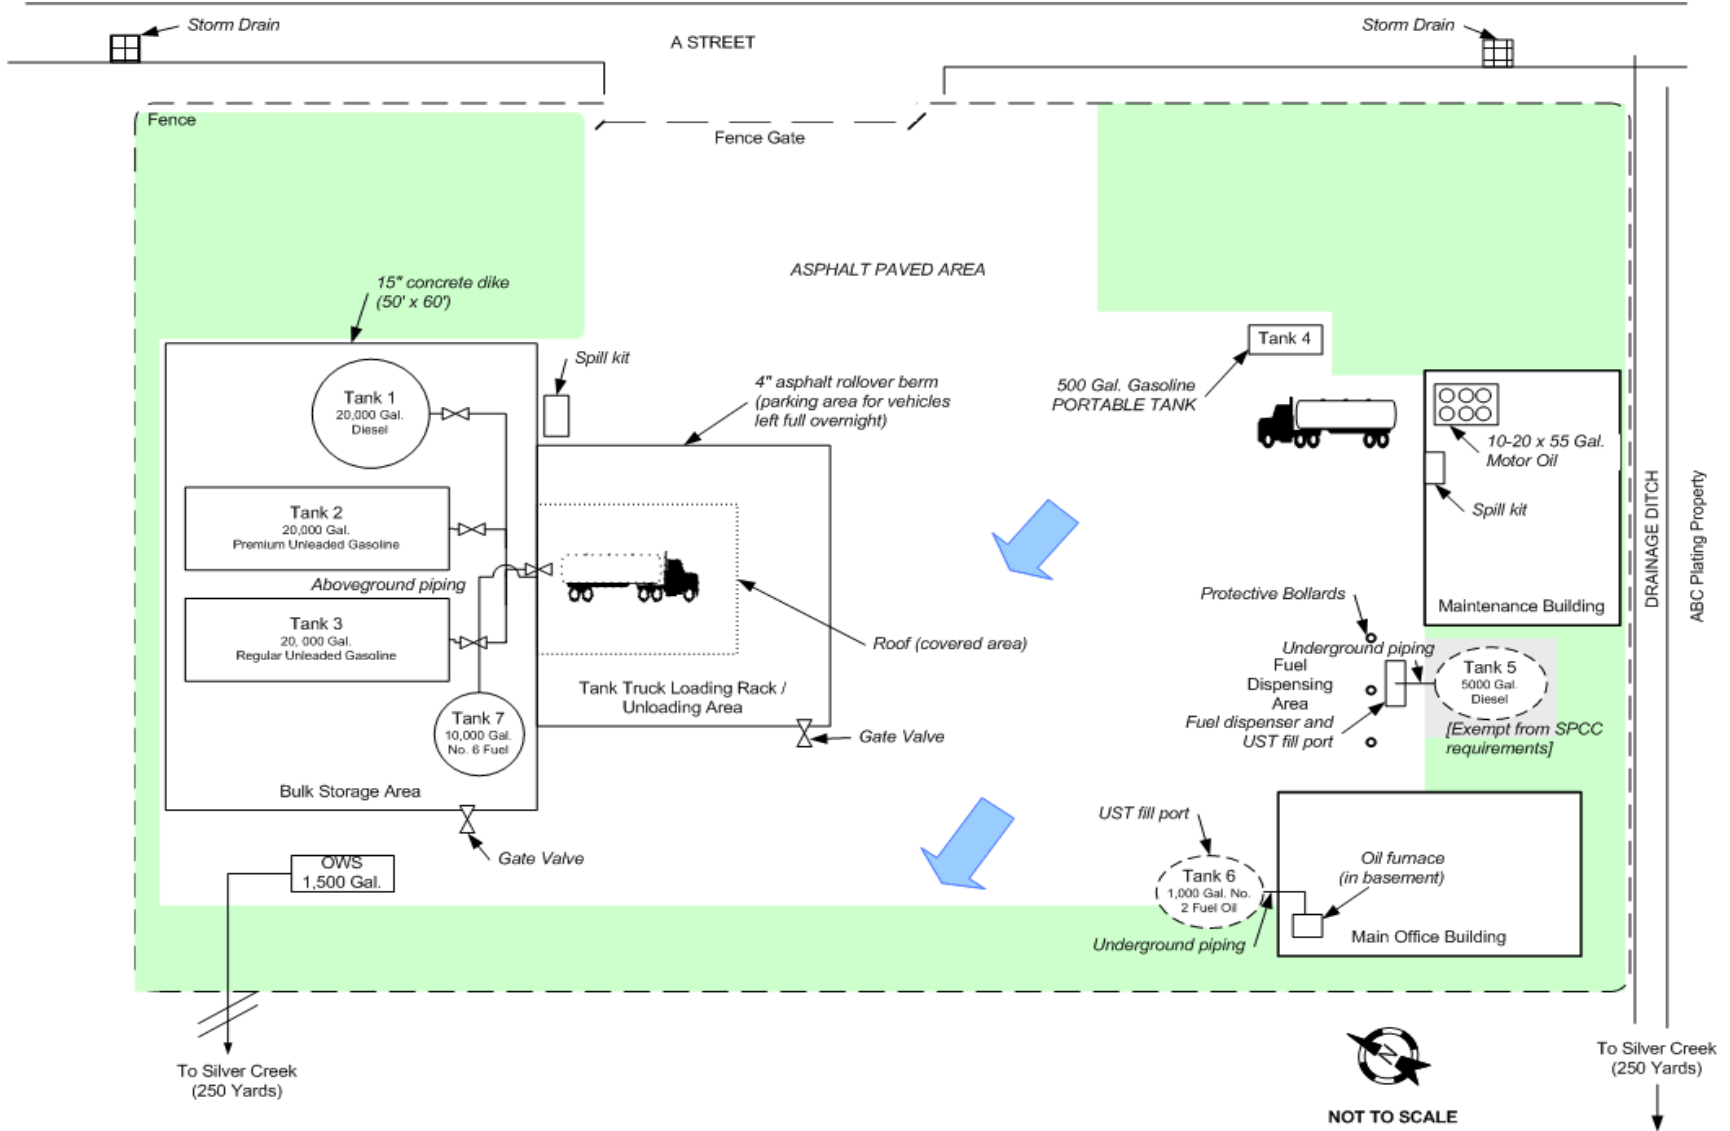 Storm Drain
A STREET
Storm Drain
Fence
Fence Gate
ASPHALT PAVED AREA
15" concrete dike
(50' x 60')
Tank 1
20,000 Gal.
Diesel
Spill kit
4" asphalt rollover berm
(parking area for vehicles
left full overnight)
Tank 4
500 Gal. Gasoline
PORTABLE TANK
10-20 x 55 Gal.
Motor Oil
Spill kit
Maintenance Building
DRAINAGE DITCH
ABC Plating Property
Tank 2
20,000 Gal.
Premium Unleaded Gasoline
Aboveground piping
Tank 3
20, 000 Gal.
Regular Unleaded Gasoline
Roof (covered area)
Tank Truck Loading Rack /
Unloading Area
Tank 7
10,000 Gal.
No. 6 Fuel
Gate Valve
Bulk Storage Area
Gate Valve
Protective Bollards
Underground piping
Fuel
Dispensing
Area
Fuel dispenser and
UST fill port
Tank 5
5000 Gal.
Diesel
[Exempt from SPCC
requirements]
UST fill port
Tank 6
1,000 Gal. No.
2 Fuel Oil
Oil furnace
(in basement)
Underground piping
Main Office Building
OWS
1,500 Gal.
To Silver Creek
(250 Yards)
N
NOT TO SCALE
To Silver Creek
(250 Yards)